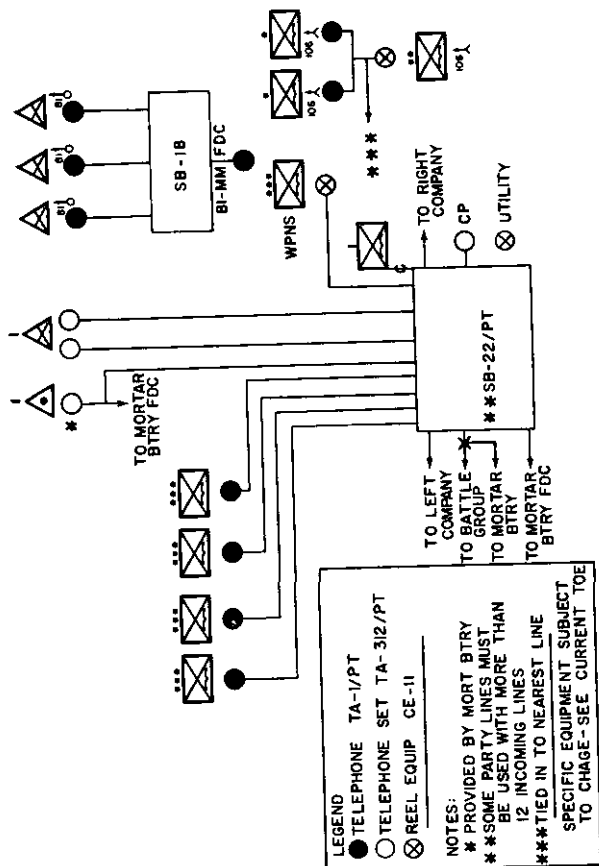 81
81
81
SB-18
81-MM FDC
*
106
*
106
**
106
***
***
WPNS
1
1
*
TO MORTAR
BTRY FDC
***
***
***
***
TO RIGHT
COMPANY
CP
UTILITY
**SB-22/PT
TO LEFT
COMPANY
TO BATTLE
GROUP
TO MORTAR
BTRY
TO MORTAR
BTRY FDC
LEGEND
TELEPHONE TA-1/PT
TELEPHONE SET TA-312/PT
REEL EQUIP CE-11
NOTES:
* PROVIDED BY MORT BTRY
**SOME PARTY LINES MUST
BE USED WITH MORE THAN
12 INCOMING LINES
***TIED IN TO NEAREST LINE
SPECIFIC EQUIPMENT SUBJECT
TO CHAGE-SEE CURRENT TOE